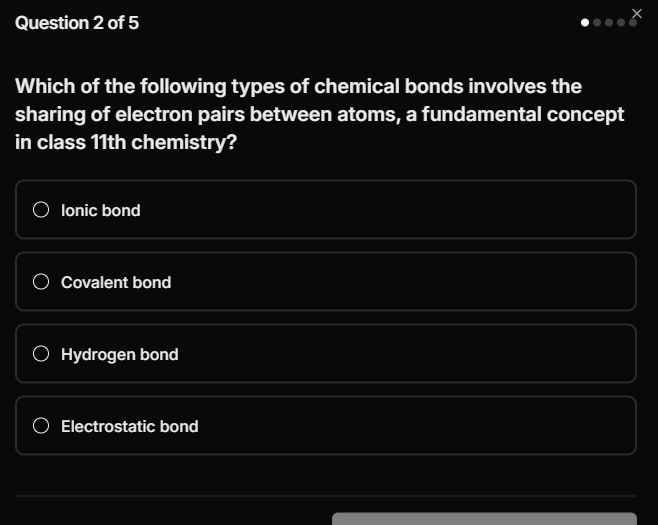 Question 2 of 5
Which of the following types of chemical bonds involves the
sharing of electron pairs between atoms, a fundamental concept
in class 11th chemistry?
Ionic bond
Covalent bond
Hydrogen bond
Electrostatic bond